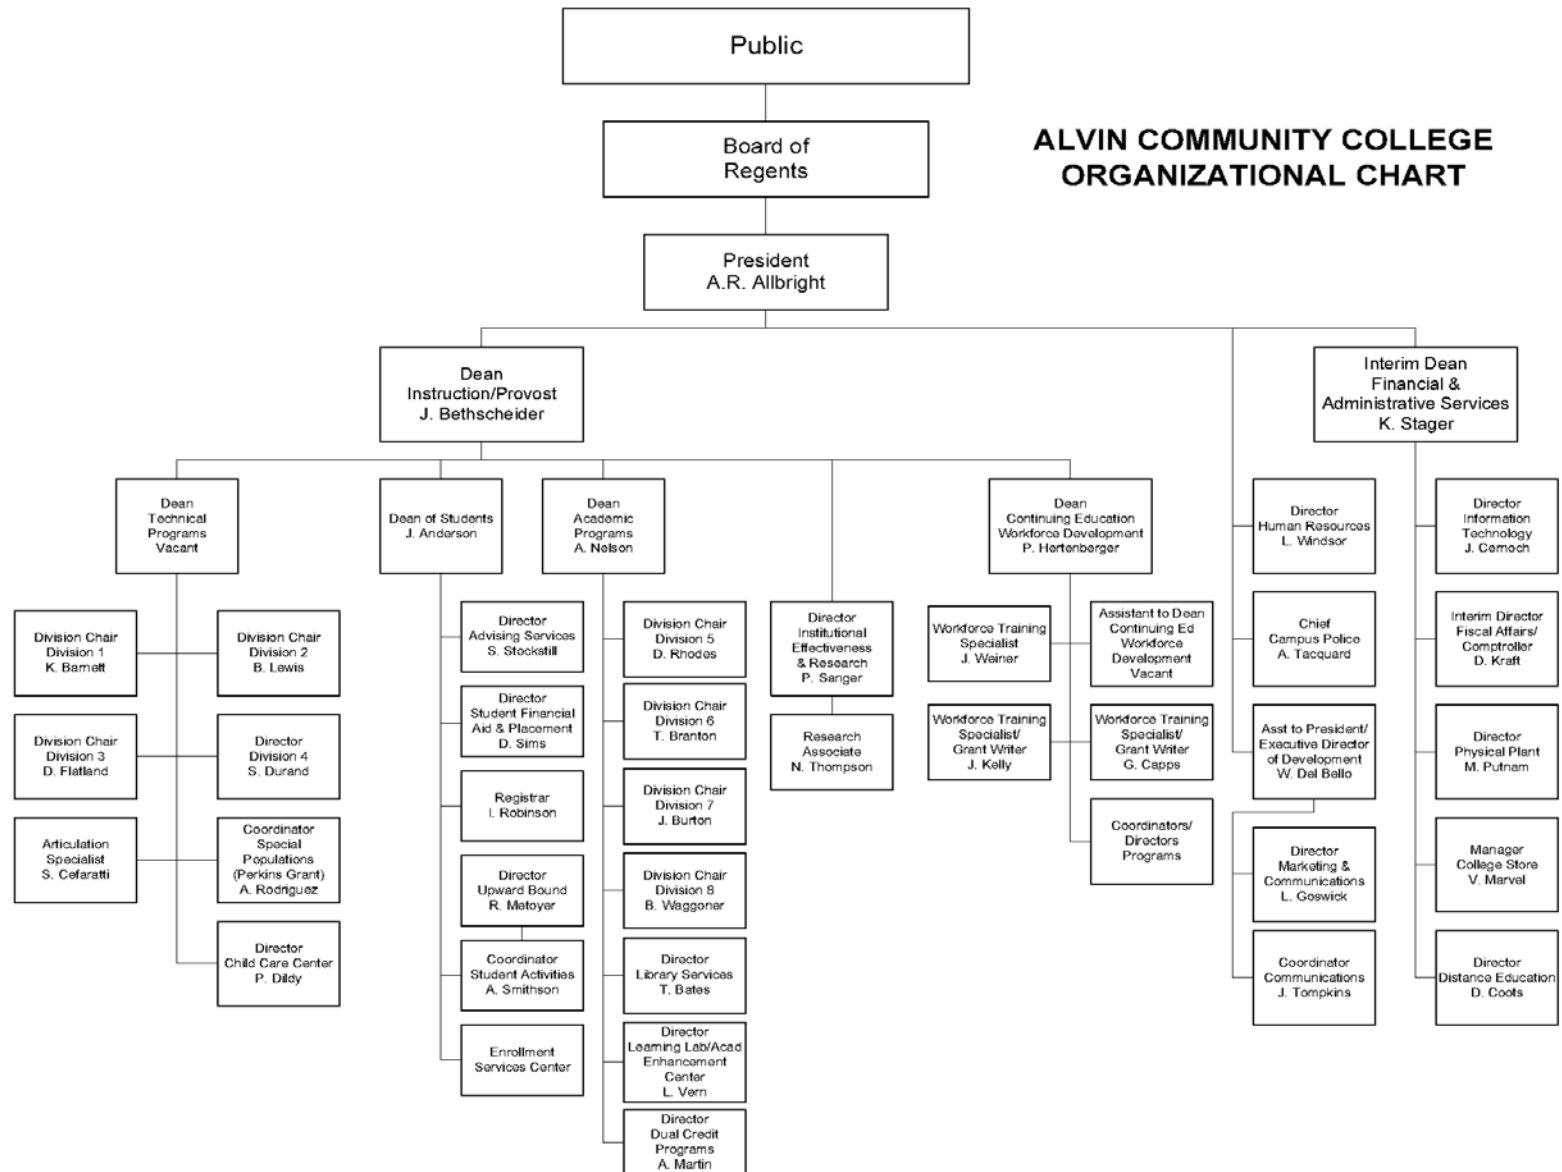 Public
Board of
Regents
ALVIN COMMUNITY COLLEGE
ORGANIZATIONAL CHART
President
A.R. Allbright
Dean
Instruction/Provost
J. Bethscheider
Interim Dean
Financial &
Administrative Services
K. Stager
Dean
Technical
Programs
Vacant
Dean of Students
J. Anderson
Dean
Academic
Programs
A. Nelson
Dean
Continuing Education
Workforce Development
P. Hertenberger
Director
Human Resources
L. Windsor
Director
Information
Technology
J. Cernoch
Division Chair
Division 1
K. Barnett
Division Chair
Division 2
B. Lewis
Director
Advising Services
S. Stockstill
Division Chair
Division 5
D. Rhodes
Director
Institutional
Effectiveness
& Research
P. Sanger
Workforce Training
Specialist
J. Weiner
Assistant to Dean
Continuing Ed
Workforce
Development
Vacant
Chief
Campus Police
A. Tacquard
Interim Director
Fiscal Affairs/
Comptroller
D. Kraft
Division Chair
Division 3
D. Flatland
Director
Division 4
S. Durand
Director
Student Financial
Aid & Placement
D. Sims
Division Chair
Division 6
T. Branton
Research
Associate
N. Thompson
Workforce Training
Specialist/
Grant Writer
J. Kelly
Workforce Training
Specialist/
Grant Writer
G. Capps
Asst to President/
Executive Director
of Development
W. Del Bello
Director
Physical Plant
M. Putnam
Articulation
Specialist
S. Cefaratti
Coordinator
Special
Populations
(Perkins Grant)
A. Rodriguez
Registrar
I. Robinson
Division Chair
Division 7
J. Burton
Coordinators/
Directors
Programs
Director
Marketing &
Communications
L. Goswick
Manager
College Store
V. Marvel
Director
Upward Bound
R. Metoyer
Division Chair
Division 8
B. Waggoner
Director
Child Care Center
P. Dildy
Coordinator
Student Activities
A. Smithson
Director
Library Services
T. Bates
Coordinator
Communications
J. Tompkins
Director
Distance Education
D. Coots
Enrollment
Services Center
Director
Learning Lab/Acad
Enhancement
Center
L. Vern
Director
Dual Credit
Programs
A. Martin